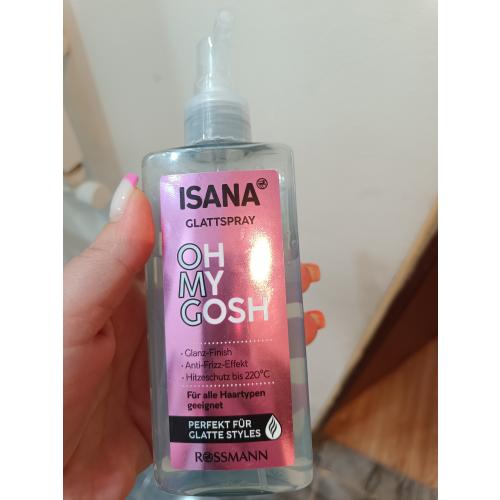 ISANA
GLATTSPRAY
OH
MY
GOSH
· Glanz-Finish
· Anti-Frizz-Effekt
· Hitzeschutz bis 220°C
Für alle Haartypen
geeignet
PERFEKT FÜR
GLATTE STYLES
ROSSMANN